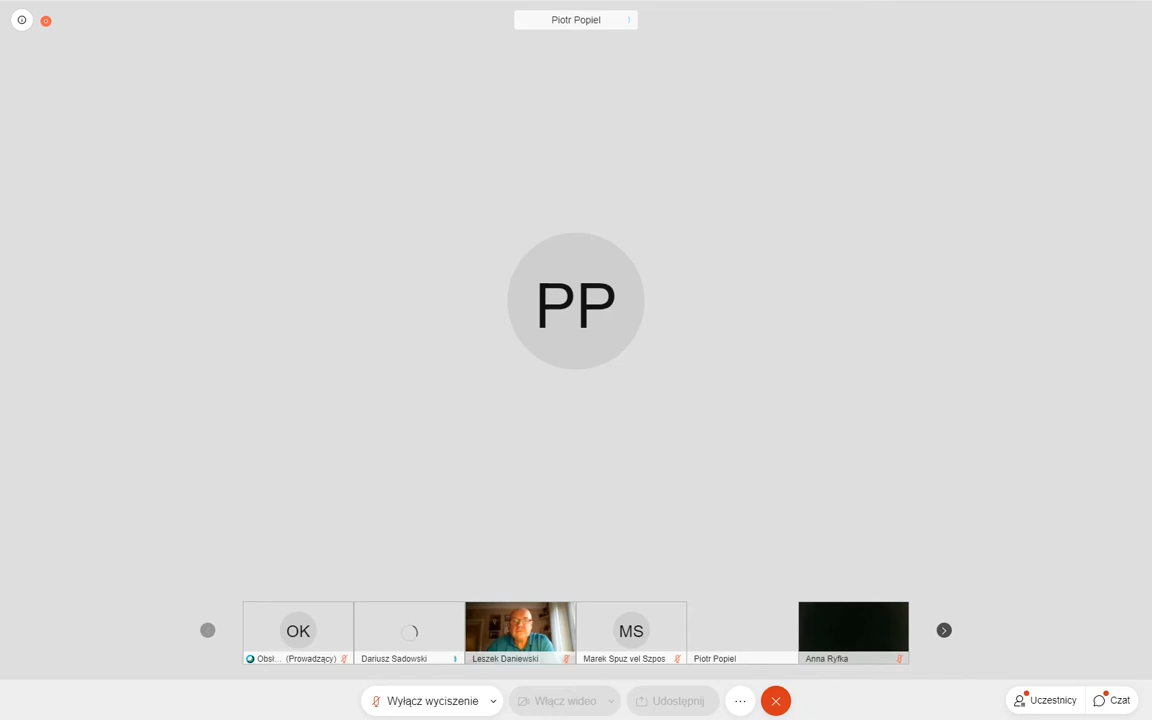 Piotr Popiel
PP
OK
MS
Obsł... (Prowadzący)
Dariusz Sadowski
Leszek Daniewski
Marek Spuz vel Szpos
Piotr Popiel
Anna Ryfka
Wyłącz wyciszenie
Włącz wideo
Udostępnij
Uczestnicy
Czat